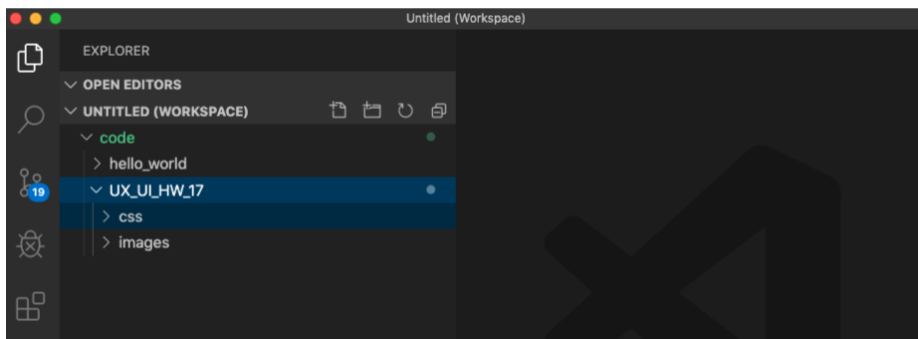 Untitled (Workspace)
EXPLORER
OPEN EDITORS
UNTITLED (WORKSPACE)
code
hello_world
UX_UI_HW_17
19
css
images